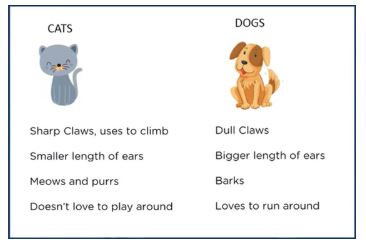 CATS
DOGS
Sharp Claws, uses to climb
Dull Claws
Smaller length of ears
Bigger length of ears
Meows and purrs
Barks
Doesn't love to play around
Loves to run around